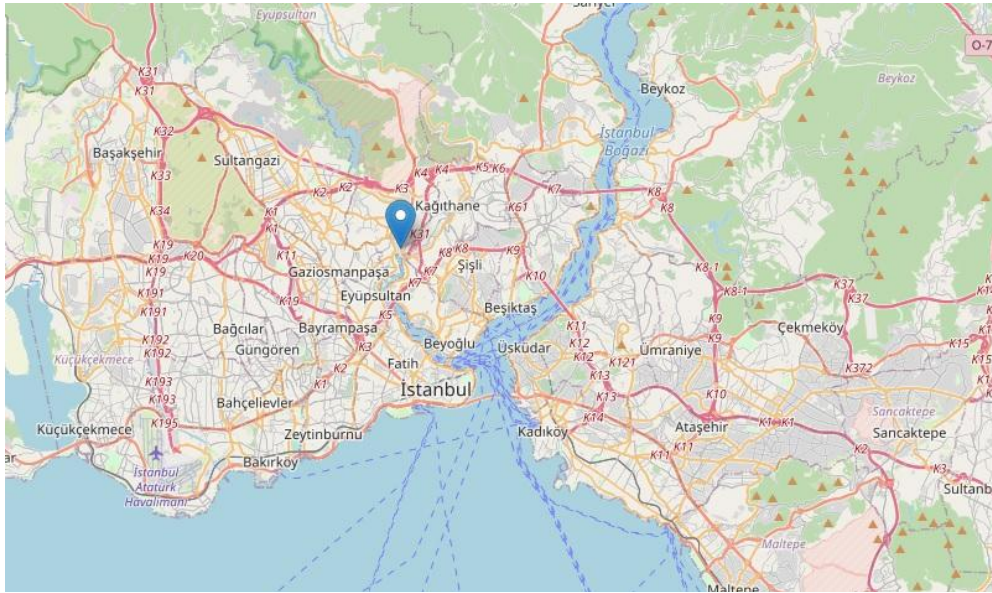 Sarıyer
Eyüpsultan
O-7
K31
K31
Beykoz
Beykoz
K32
İstanbul
Boğazı
Başakşehir
Sultangazi
K4
K4
K5
K6
K33
K2
K2
K3
K7
K8
K34
Kağıthane
K1
K61
K8
K1
K31
K19
K19
K11
K8
K8
K9
K19
K20
K7
Şişli
K8-1
Gaziosmanpaşa
K7
K10
K37
K191
K19
Eyüpsultan
K8-1
K37
K191
K5
Beşiktaş
K9
Bağcılar
Bayrampaşa
K11
Çekmeköy
K192
K3
Beyoğlu
Üsküdar
K12
K15
Küçükçekmece
K192
Güngören
K12
K121
Ümraniye
K9
K15
K2
Fatih
K372
K193
K1
İstanbul
K13
K10
K193
Bahçelievler
K13
Sancaktepe
K195
K14
Ataşehir
K1
K1
Küçükçekmece
Zeytinburnu
Kadıköy
K11
Sancaktepe
K11
K2
Bakırköy
K3
İstanbul
Atatürk
Havalimanı
Sultanb
Maltepe
Maltepe